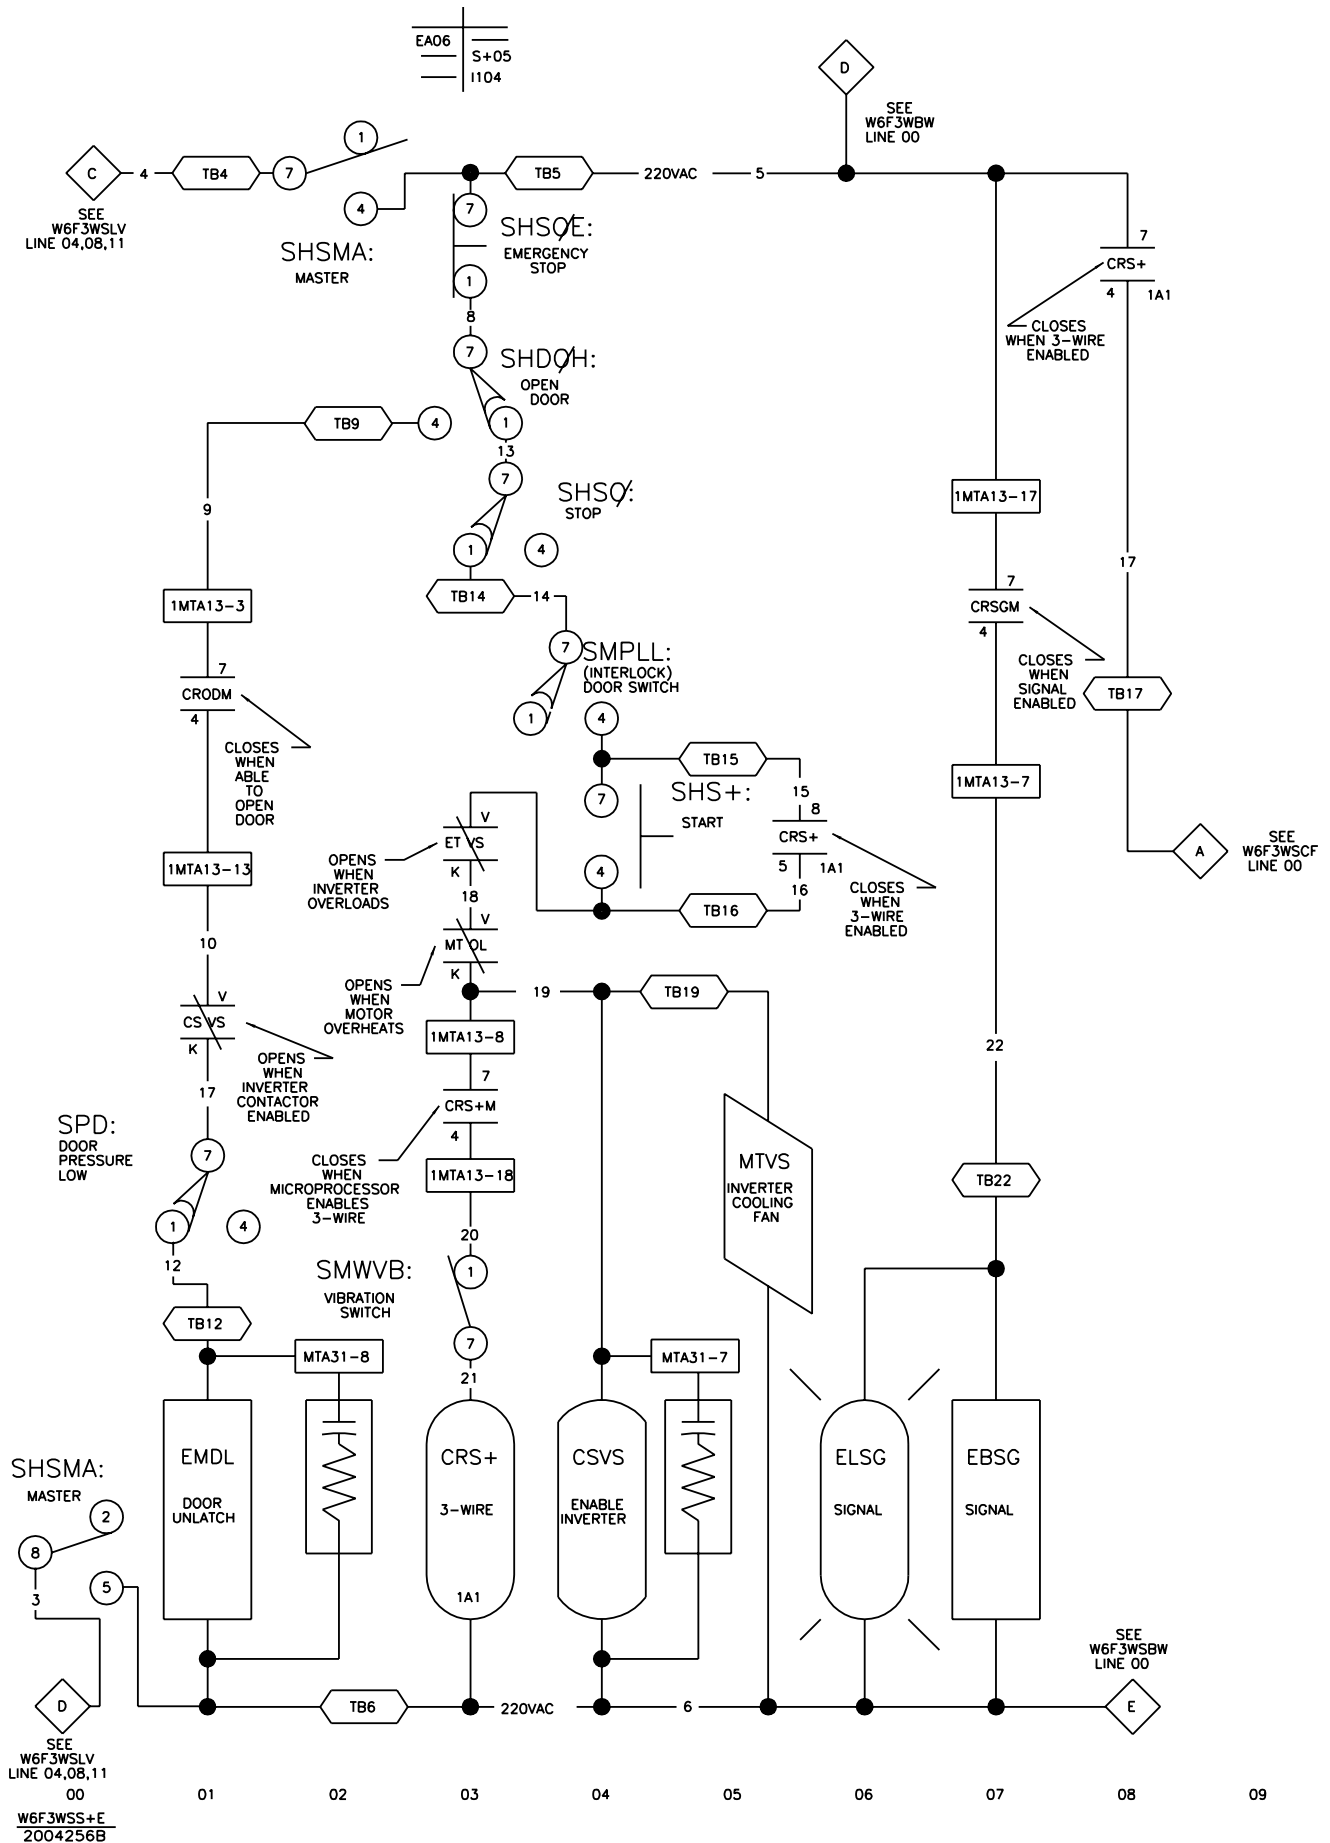 EA06
S+05
1104
D
SEE
W6F3WBW
LINE 00
C
4
TB4
7
1
4
SEE
W6F3WSLV
LINE 04,08,11
SHSMA:
MASTER
TB5
220VAC
5
7
1
8
SHSØE:
EMERGENCY
STOP
7
CRS+
4
1A1
CLOSES
WHEN 3-WIRE
ENABLED
7
SHDØH:
OPEN
DOOR
TB9
4
1
13
7
SHSØ:
STOP
1
4
9
1MTA13-17
17
TB14
14
1MTA13-3
7
CRSGM
4
CLOSES
WHEN
SIGNAL
ENABLED
TB17
7
SMPLL:
(INTERLOCK)
DOOR SWITCH
1
4
7
CRODM
4
CLOSES
WHEN
ABLE
TO
OPEN
DOOR
TB15
15
1MTA13-7
7
SHS+:
START
4
8
CRS+
5
1A1
16
CLOSES
WHEN
3-WIRE
ENABLED
TB16
A
SEE
W6F3WSCF
LINE 00
V
ET VS
K
OPENS
WHEN
INVERTER
OVERLOADS
18
V
MT OL
K
OPENS
WHEN
MOTOR
OVERHEATS
1MTA13-13
10
V
CS VS
K
OPENS
WHEN
INVERTER
CONTACTOR
ENABLED
17
19
TB19
1MTA13-8
22
7
CRS+M
4
CLOSES
WHEN
MICROPROCESSOR
ENABLES
3-WIRE
1MTA13-18
20
SPD:
DOOR
PRESSURE
LOW
7
1
4
12
MTVS
INVERTER
COOLING
FAN
TB22
SMWVB:
VIBRATION
SWITCH
1
7
21
TB12
MTA31-8
MTA31-7
EMDL
DOOR
UNLATCH
CRS+
3-WIRE
1A1
CSVS
ENABLE
INVERTER
ELSG
SIGNAL
EBSG
SIGNAL
SHSMA:
MASTER
2
8
5
3
D
SEE
W6F3WSLV
LINE 04,08,11
TB6
220VAC
6
SEE
W6F3WSBW
LINE 00
E
00 01 02 03 04 05 06 07 08 09
W6F3WSS+E
2004256B